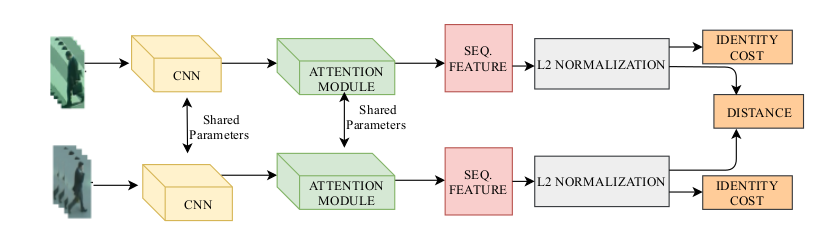 CNN
ATTENTION
MODULE
SEQ.
FEATURE
L2 NORMALIZATION
IDENTITY
COST
Shared
Parameters
Shared
Parameters
DISTANCE
CNN
ATTENTION
MODULE
SEQ.
FEATURE
L2 NORMALIZATION
IDENTITY
COST